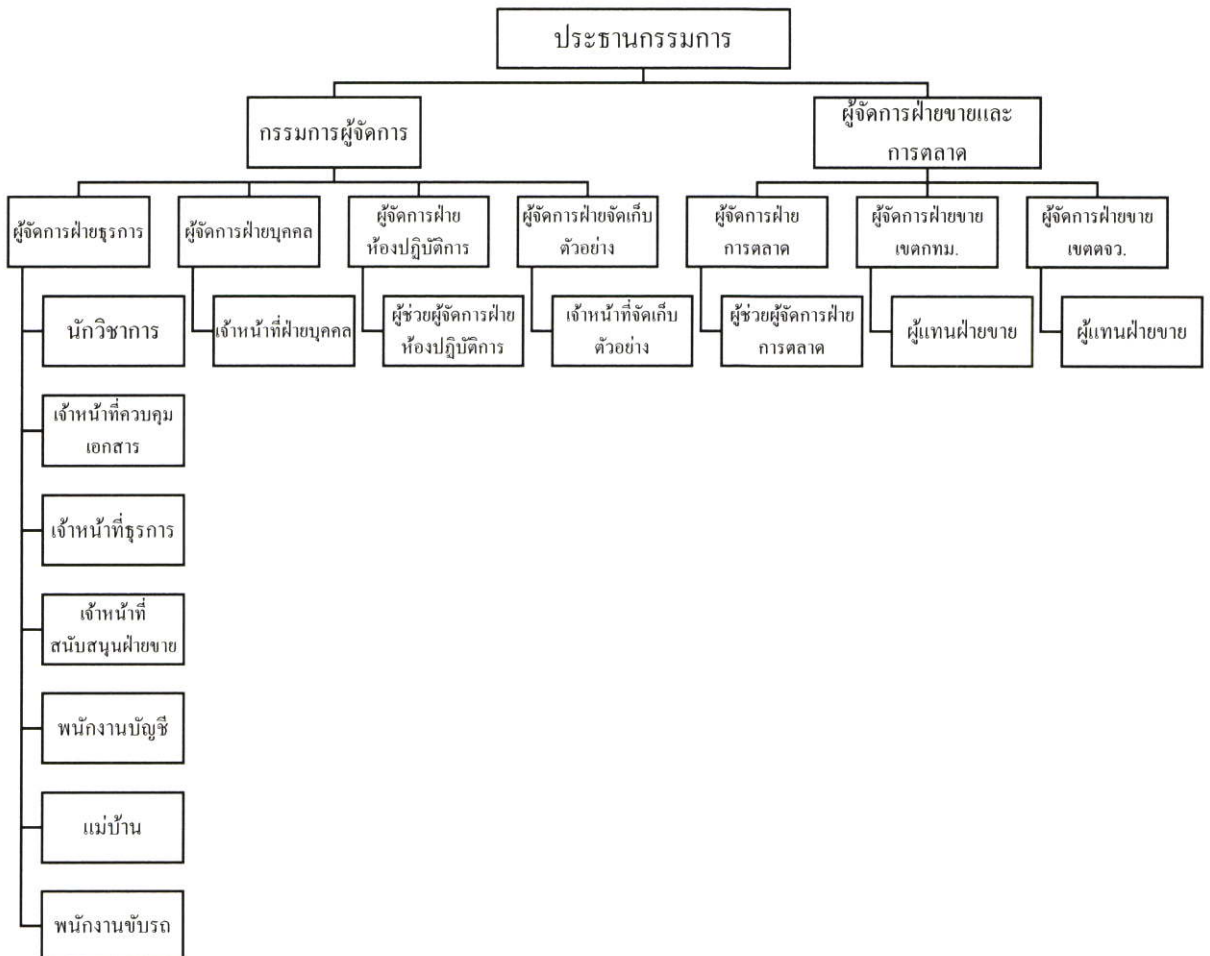 ประธานกรรมการ
กรรมการผู้จัดการ
ผู้จัดการฝ่ายขายและ
การตลาด
ผู้จัดการฝ่ายธุรการ
ผู้จัดการฝ่ายบุคคล
ผู้จัดการฝ่าย
ห้องปฏิบัติการ
ผู้จัดการฝ่ายจัดเก็บ
ตัวอย่าง
ผู้จัดการฝ่าย
การตลาด
ผู้จัดการฝ่ายขาย
เขตกทม.
ผู้จัดการฝ่ายขาย
เขตตจว.
นักวิชาการ
เจ้าหน้าที่ฝ่ายบุคคล
ผู้ช่วยผู้จัดการฝ่าย
ห้องปฏิบัติการ
เจ้าหน้าที่จัดเก็บ
ตัวอย่าง
ผู้ช่วยผู้จัดการฝ่าย
การตลาด
ผู้แทนฝ่ายขาย
ผู้แทนฝ่ายขาย
เจ้าหน้าที่ควบคุม
เอกสาร
เจ้าหน้าที่ธุรการ
เจ้าหน้าที่
สนับสนุนฝ่ายขาย
พนักงานบัญชี
แม่บ้าน
พนักงานขับรถ